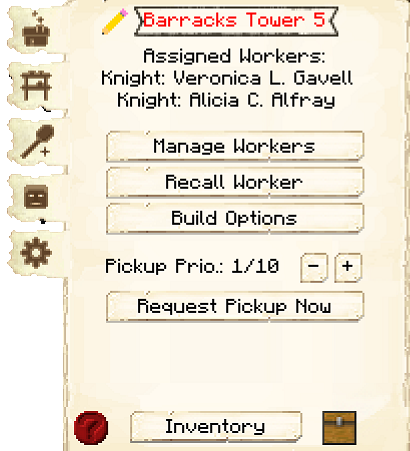 Barracks Tower 5
Assigned Workers:
Knight: Veronica L. Gavell
Knight: Alicia C. Alfray
Manage Workers
Recall Worker
Build Options
Pickup Prio.: 1/10 - +
Request Pickup Now
?
Inventory